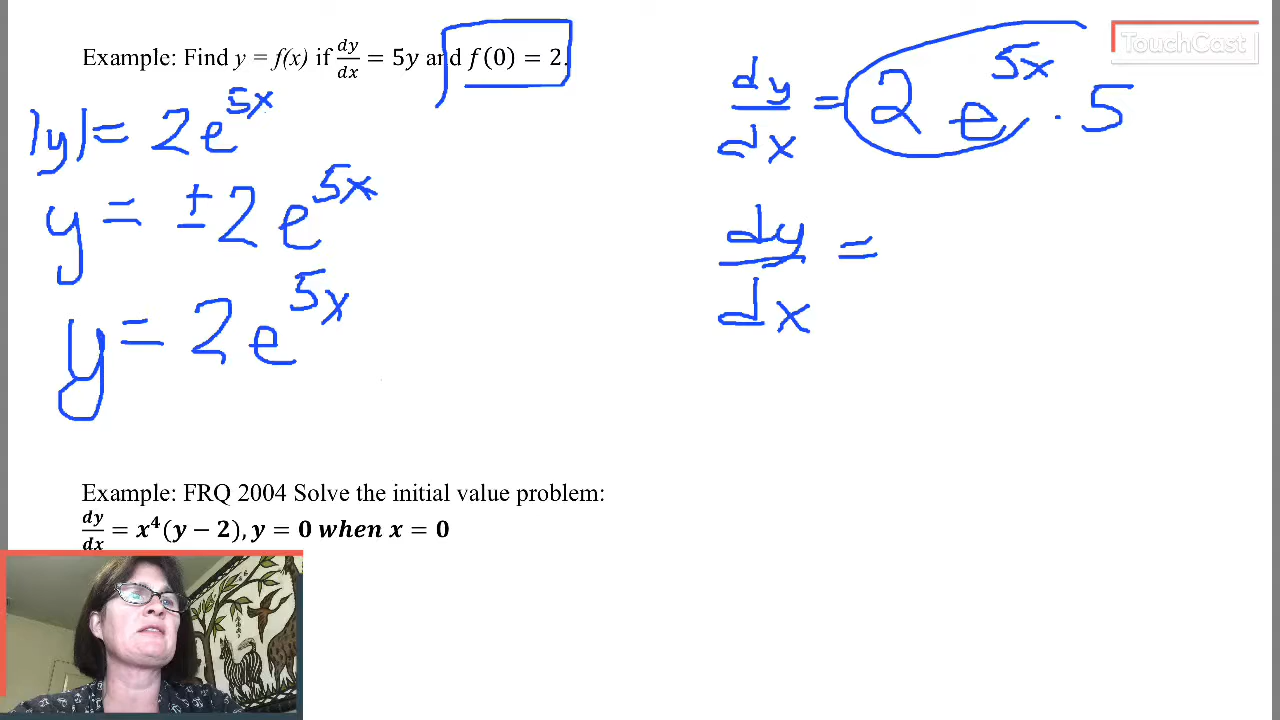 Example: Find y = f(x) if dy/dx = 5y and f(0) = 2.
|y| = 2e^5x
y = ±2e^5x
y = 2e^5x
dy/dx = 2e^5x · 5
dy/dx =
TouchCast
Example: FRQ 2004 Solve the initial value problem:
dy/dx = x⁴(y − 2), y = 0 when x = 0